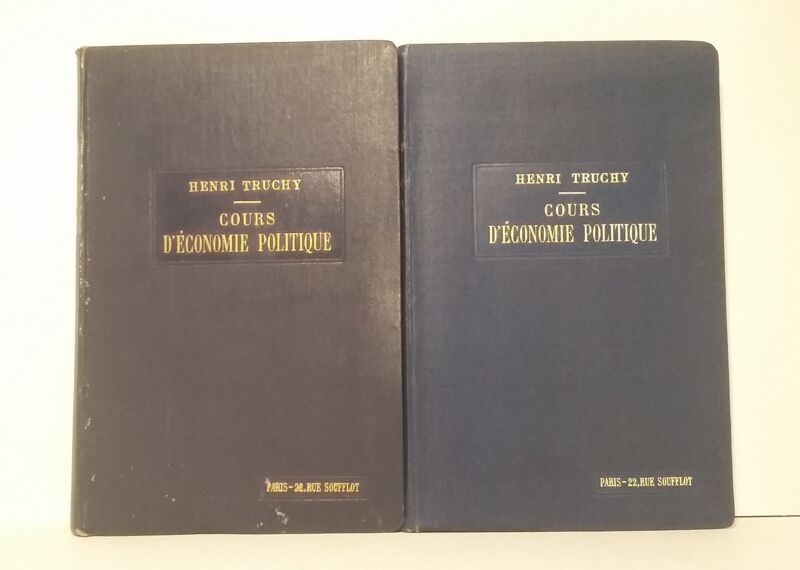 HENRI TRUCHY
COURS
D'ÉCONOMIE POLITIQUE
PARIS-22, RUE SOUFFLOT
HENRI TRUCHY
COURS
D'ÉCONOMIE POLITIQUE
PARIS-22, RUE SOUFFLOT